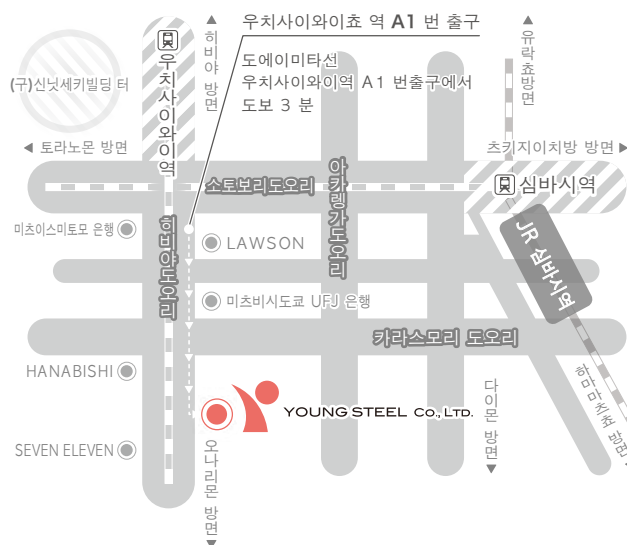 우치사이와이쵸 역 A1 번 출구
도에이미타선
우치사이와이역 A1 번출구에서
도보 3 분
히비야 방면
유락쵸방면
(구)신닛세키빌딩 터
우치사이와이역
토라노몬 방면
츠키지이치방 방면
소토보리도오리
아카렝가도오리
심바시역
미츠이스미토모 은행
히비야도오리
LAWSON
JR 심바시역
미츠비시도쿄 UFJ 은행
카라스모리 도오리
HANABISHI
다이몬 방면
하마마츠쵸 방면
YOUNG STEEL CO., LTD.
SEVEN ELEVEN
오나리몬 방면